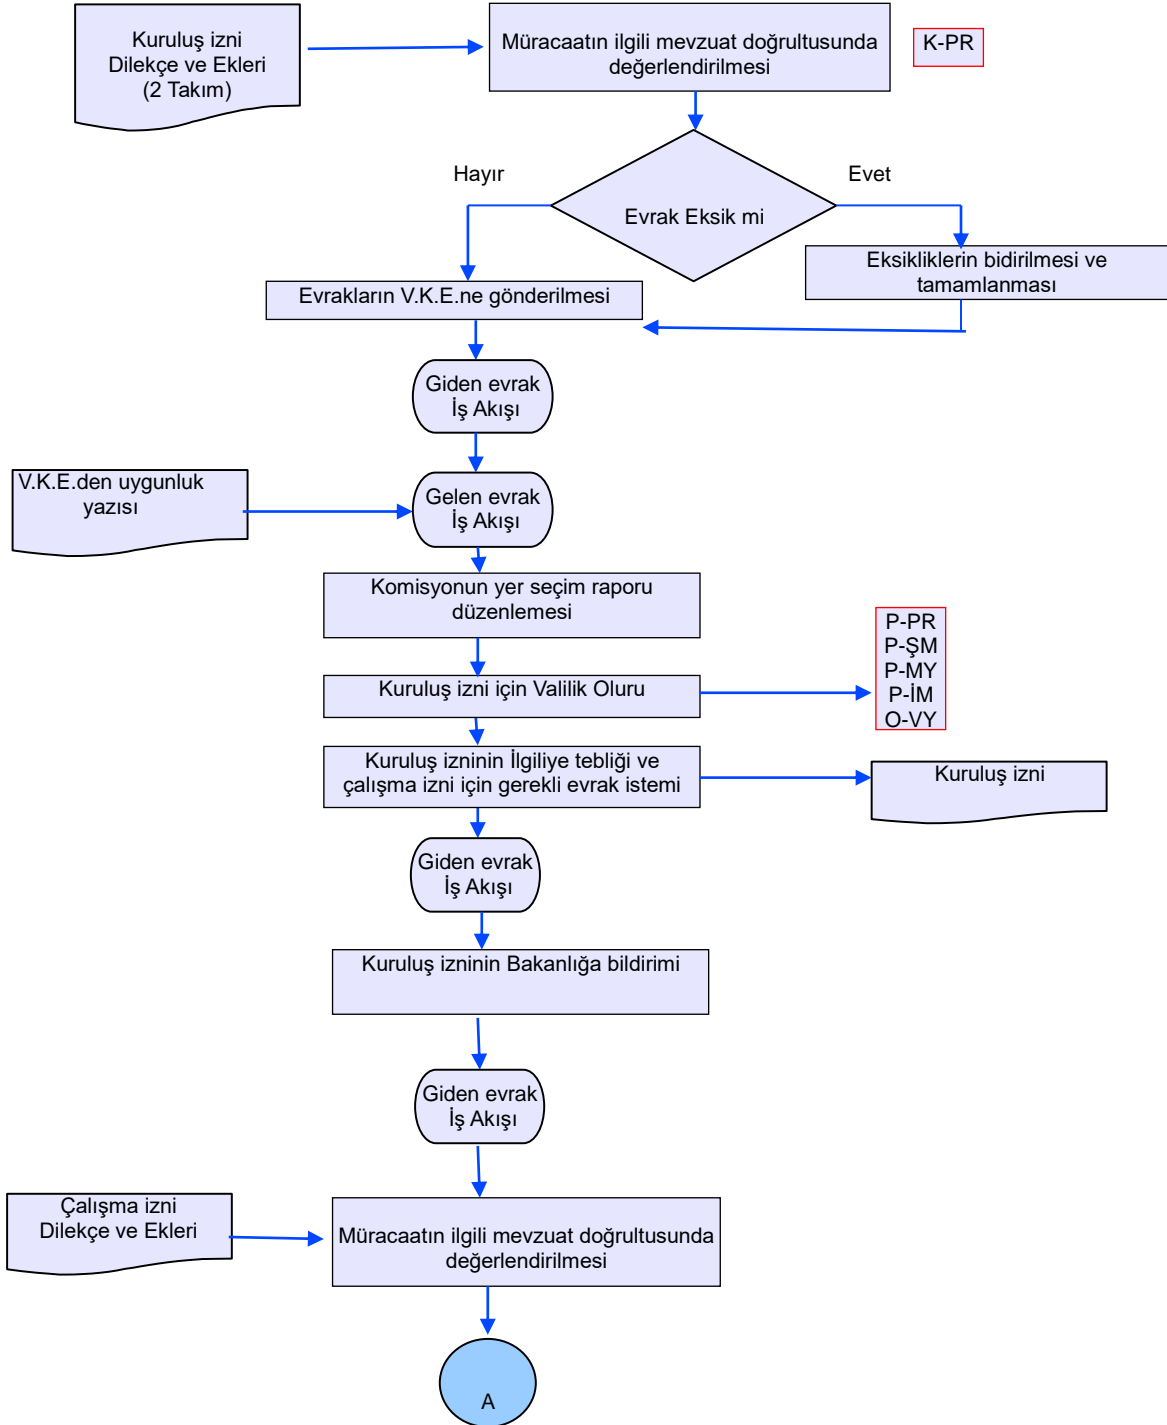 Kuruluş izni
Dilekçe ve Ekleri
(2 Takım)
Müracaatın ilgili mevzuat doğrultusunda
değerlendirilmesi
K-PR
Hayır
Evet
Evrak Eksik mi
Eksikliklerin bidirilmesi ve
tamamlanması
Evrakların V.K.E.ne gönderilmesi
Giden evrak
İş Akışı
V.K.E.den uygunluk
yazısı
Gelen evrak
İş Akışı
Komisyonun yer seçim raporu
düzenlemesi
P-PR
P-ŞM
P-MY
P-İM
O-VY
Kuruluş izni için Valilik Oluru
Kuruluş izninin İlgiliye tebliği ve
çalışma izni için gerekli evrak istemi
Kuruluş izni
Giden evrak
İş Akışı
Kuruluş izninin Bakanlığa bildirimi
Giden evrak
İş Akışı
Çalışma izni
Dilekçe ve Ekleri
Müracaatın ilgili mevzuat doğrultusunda
değerlendirilmesi
A